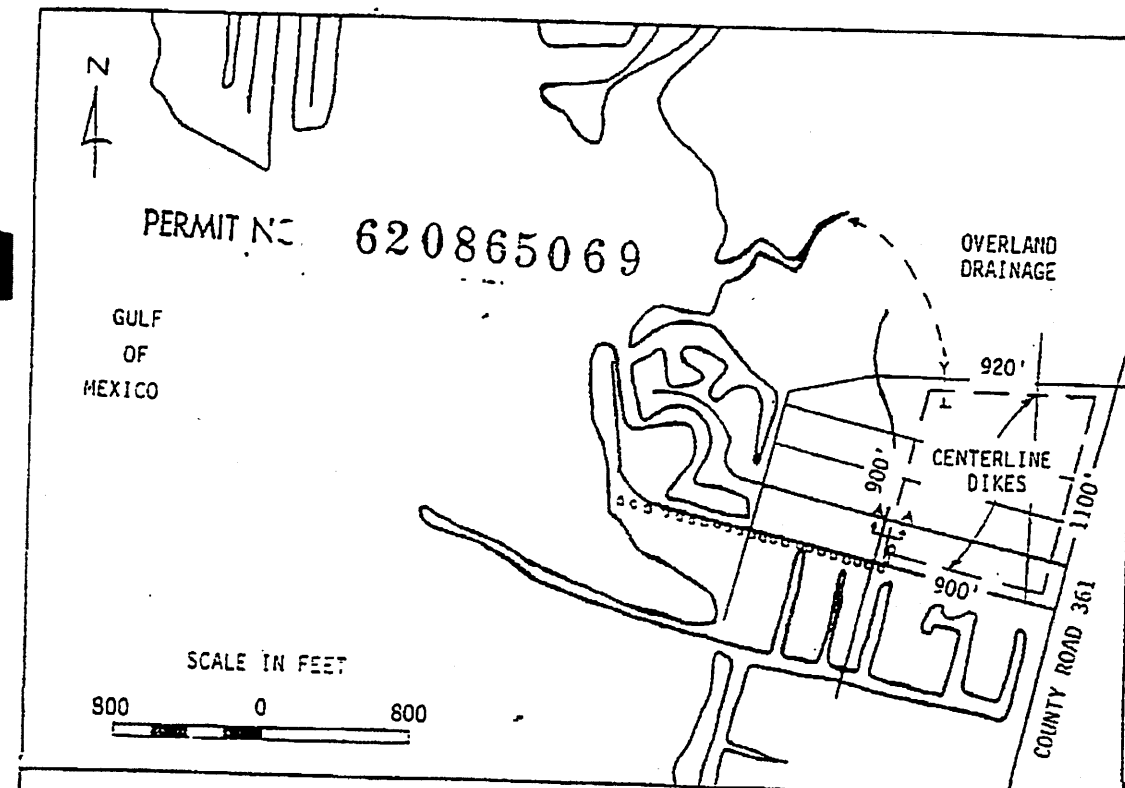 N
PERMIT NO 620865069
OVERLAND
DRAINAGE
GULF
OF
MEXICO
Y
920'
900'
CENTERLINE
DIKES
1100'
A A
900'
COUNTY ROAD 361
SCALE IN FEET
800 0 800